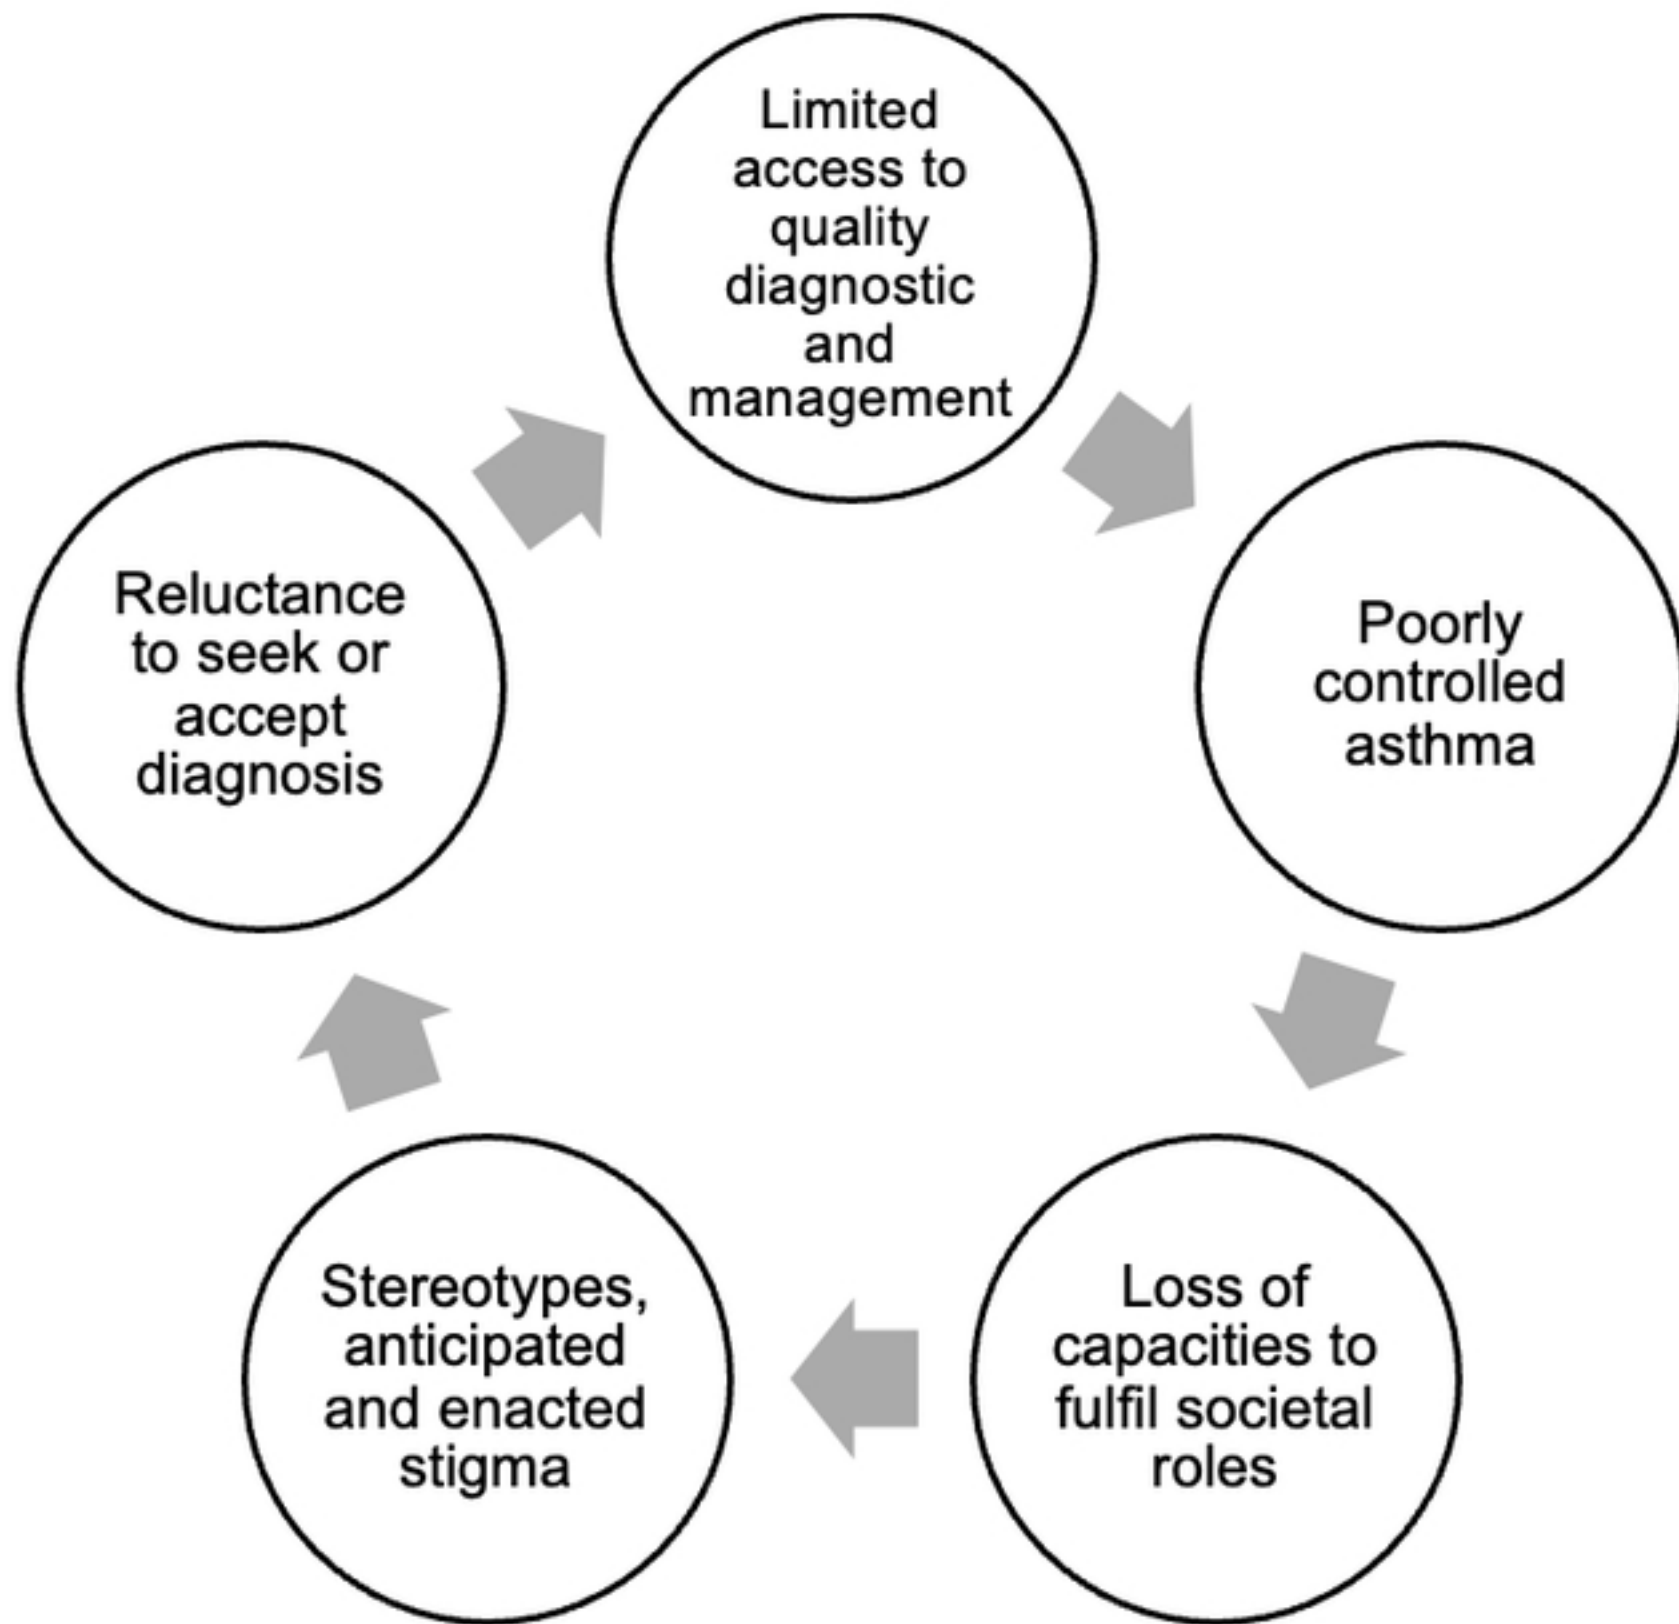 Limited
access to
quality
diagnostic
and
management
Poorly
controlled
asthma
Loss of
capacities to
fulfil societal
roles
Stereotypes,
anticipated
and enacted
stigma
Reluctance
to seek or
accept
diagnosis